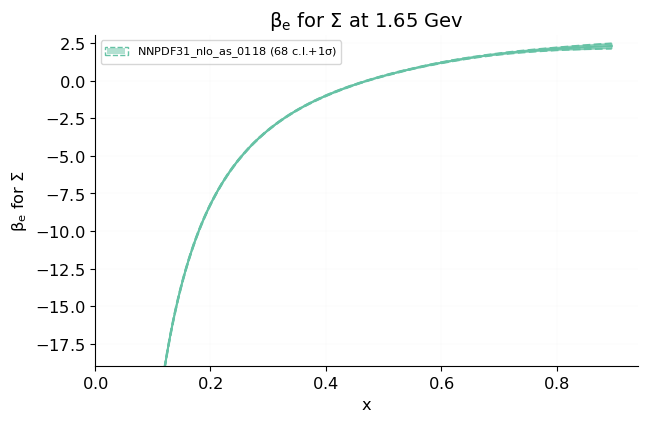 βe for Σ at 1.65 Gev
NNPDF31_nlo_as_0118 (68 c.l.+1σ)
βe for Σ
2.5
0.0
−2.5
−5.0
−7.5
−10.0
−12.5
−15.0
−17.5
0.0 0.2 0.4 0.6 0.8
x